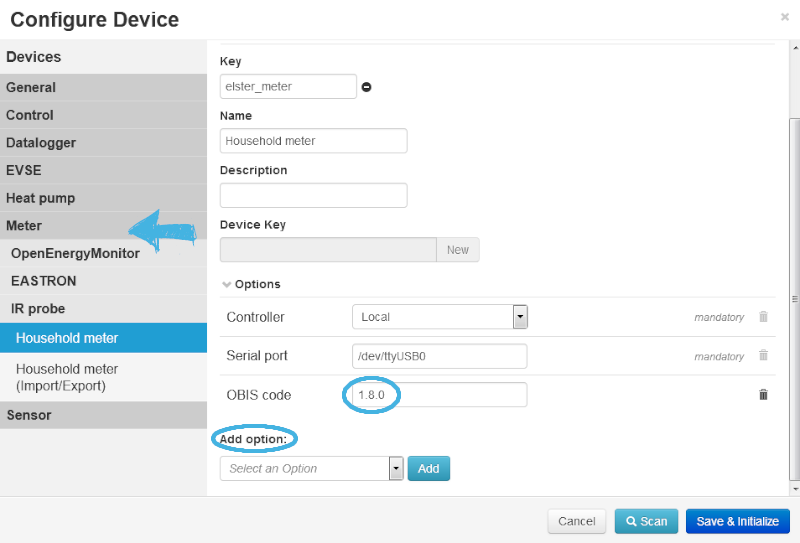 Configure Device
×
Devices
General
Control
Datalogger
EVSE
Heat pump
Meter
OpenEnergyMonitor
EASTRON
IR probe
Household meter
Household meter
(Import/Export)
Sensor
Key
elster_meter
Name
Household meter
Description
Device Key
New
Options
Controller
Local
mandatory
Serial port
/dev/ttyUSB0
mandatory
OBIS code
1.8.0
Add option:
Select an Option
Add
Cancel
Scan
Save & Initialize